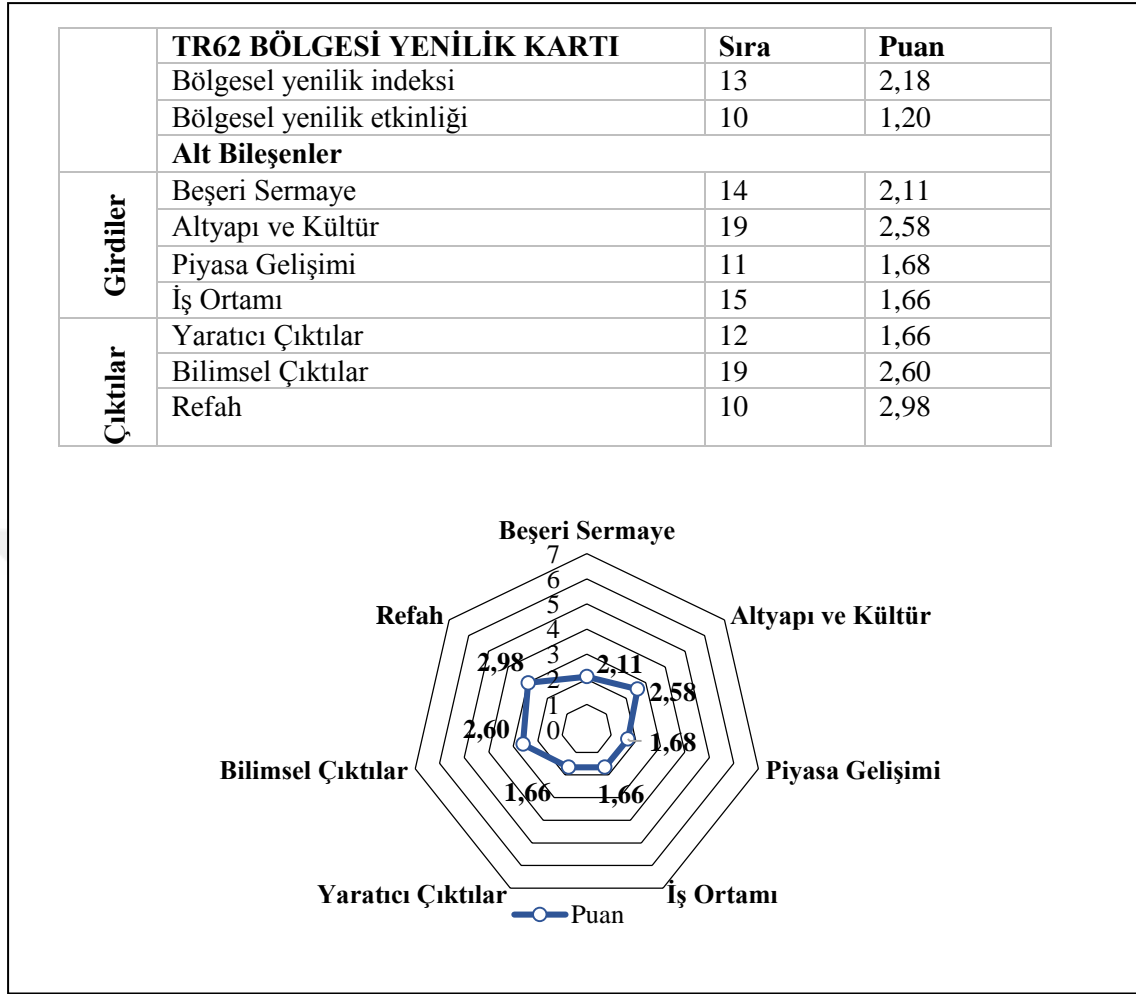 TR62 BÖLGESİ YENİLİK KARTI Sıra Puan
Bölgesel yenilik indeksi 13 2,18
Bölgesel yenilik etkinliği 10 1,20
Alt Bileşenler
Girdiler
Beşeri Sermaye 14 2,11
Altyapı ve Kültür 19 2,58
Piyasa Gelişimi 11 1,68
İş Ortamı 15 1,66
Çıktılar
Yaratıcı Çıktılar 12 1,66
Bilimsel Çıktılar 19 2,60
Refah 10 2,98
Beşeri Sermaye
7
6
Refah Altyapı ve Kültür
5
4
3
2,98 2,11
2
2,58
1
2,60 0 1,68
Bilimsel Çıktılar Piyasa Gelişimi
1,66 1,66
Yaratıcı Çıktılar İş Ortamı
Puan